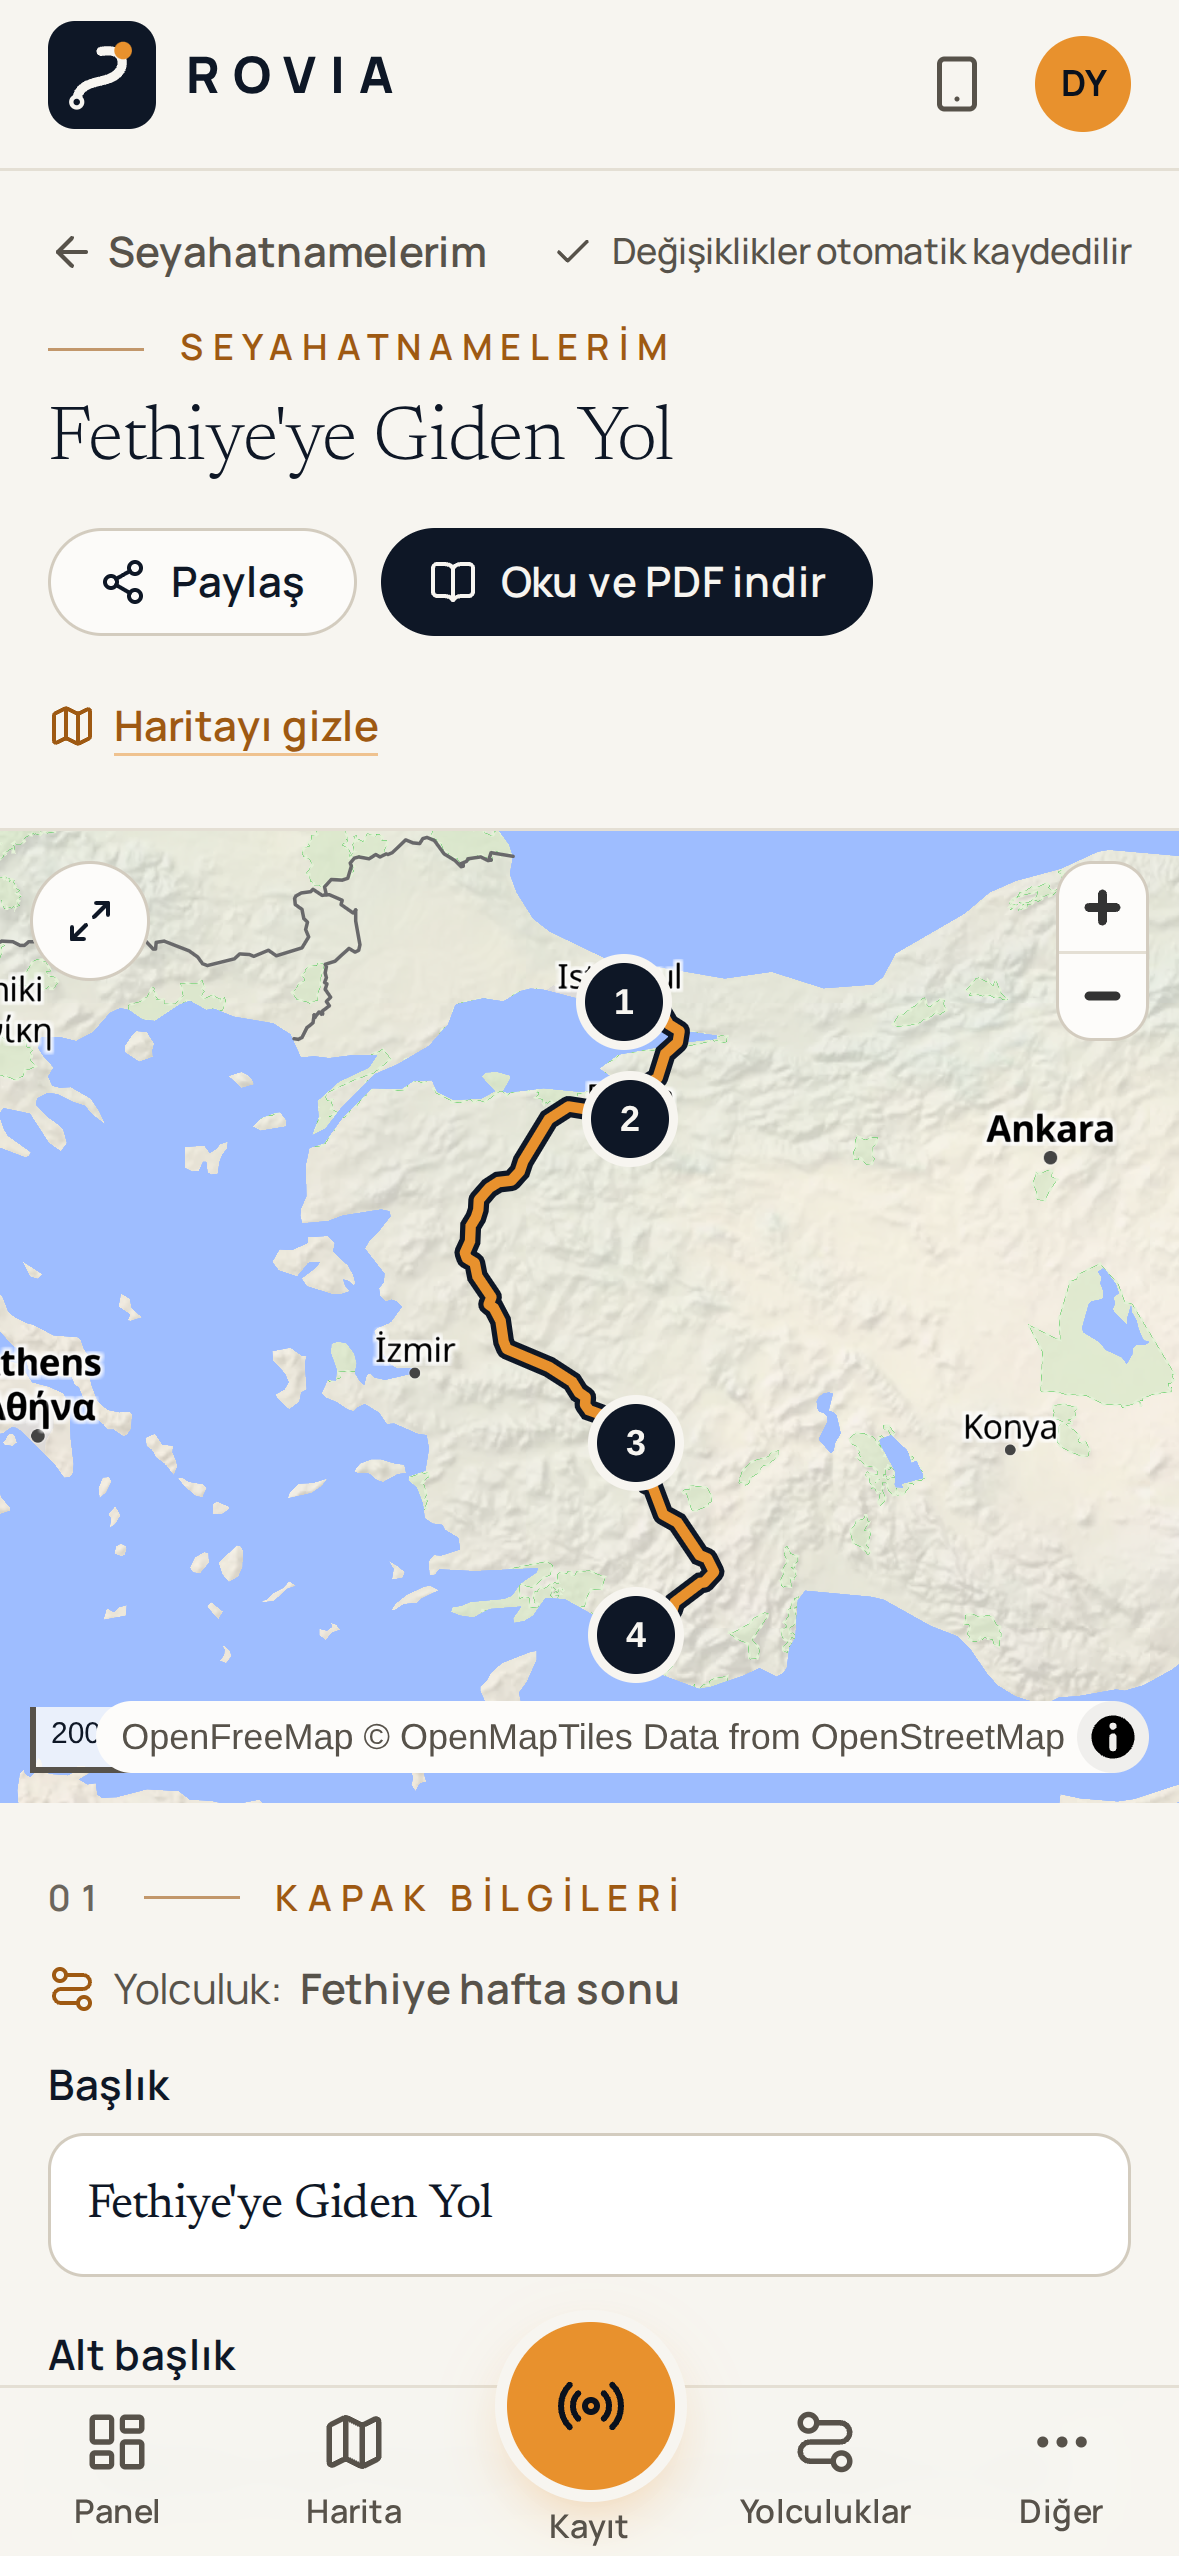 ROVIA
DY
Seyahatnamelerim
Değişiklikler otomatik kaydedilir
SEYAHATNAMELERİM
Fethiye'ye Giden Yol
Paylaş
Oku ve PDF indir
Haritayı gizle
1
2
Ankara
İzmir
thens
θήνα
Konya
3
4
200
OpenFreeMap © OpenMapTiles Data from OpenStreetMap
01
KAPAK BİLGİLERİ
Yolculuk: Fethiye hafta sonu
Başlık
Fethiye'ye Giden Yol
Alt başlık
Panel
Harita
Kayıt
Yolculuklar
Diğer